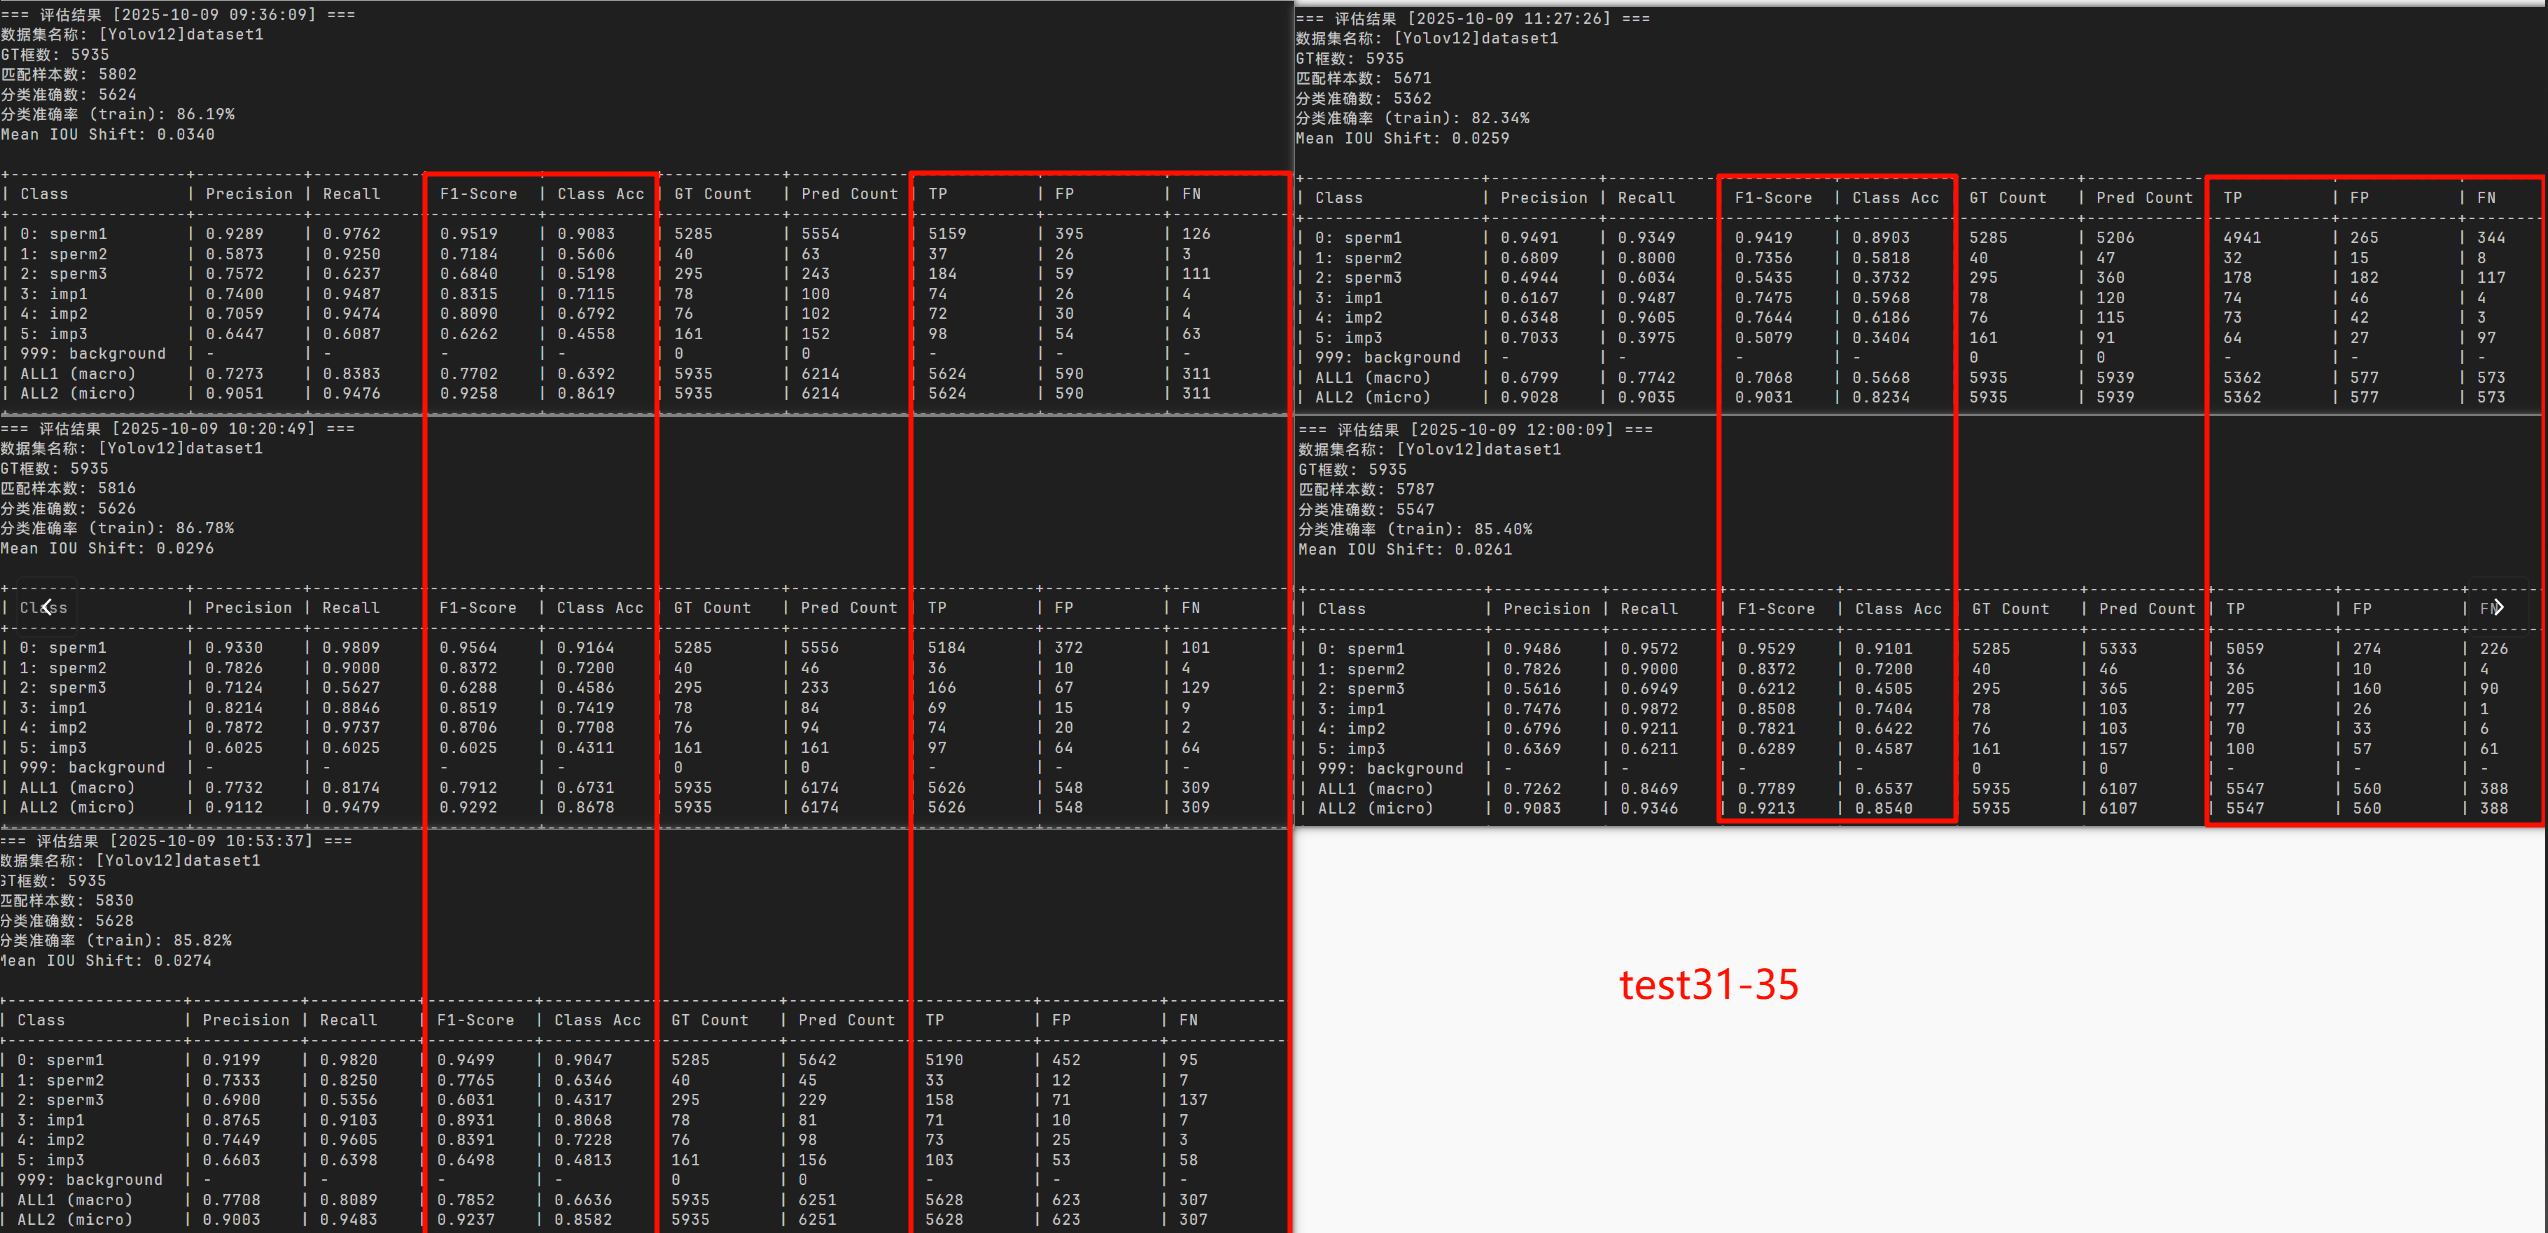 === 评估结果 [2025-10-09 09:36:09] ===
数据集名称: [Yolov12]dataset1
GT框数: 5935
匹配样本数: 5802
分类准确数: 5624
分类准确率 (train): 86.19%
Mean IOU Shift: 0.0340
| Class | Precision | Recall | F1-Score | Class Acc | GT Count | Pred Count | TP | FP | FN
| 0: sperm1 | 0.9289 | 0.9762 | 0.9519 | 0.9083 | 5285 | 5554 | 5159 | 395 | 126
| 1: sperm2 | 0.5873 | 0.9250 | 0.7184 | 0.5606 | 40 | 63 | 37 | 26 | 3
| 2: sperm3 | 0.7572 | 0.6237 | 0.6840 | 0.5198 | 295 | 243 | 184 | 59 | 111
| 3: imp1 | 0.7400 | 0.9487 | 0.8315 | 0.7115 | 78 | 100 | 74 | 26 | 4
| 4: imp2 | 0.7059 | 0.9474 | 0.8090 | 0.6792 | 76 | 102 | 72 | 30 | 4
| 5: imp3 | 0.6447 | 0.6087 | 0.6262 | 0.4558 | 161 | 152 | 98 | 54 | 63
| 999: background | - | - | - | - | 0 | 0 | - | - | -
| ALL1 (macro) | 0.7273 | 0.8383 | 0.7702 | 0.6392 | 5935 | 6214 | 5624 | 590 | 311
| ALL2 (micro) | 0.9051 | 0.9476 | 0.9258 | 0.8619 | 5935 | 6214 | 5624 | 590 | 311
=== 评估结果 [2025-10-09 10:20:49] ===
数据集名称: [Yolov12]dataset1
GT框数: 5935
匹配样本数: 5816
分类准确数: 5626
分类准确率 (train): 86.78%
Mean IOU Shift: 0.0296
| Class | Precision | Recall | F1-Score | Class Acc | GT Count | Pred Count | TP | FP | FN
| 0: sperm1 | 0.9330 | 0.9809 | 0.9564 | 0.9164 | 5285 | 5556 | 5184 | 372 | 101
| 1: sperm2 | 0.7826 | 0.9000 | 0.8372 | 0.7200 | 40 | 46 | 36 | 10 | 4
| 2: sperm3 | 0.7124 | 0.5627 | 0.6288 | 0.4586 | 295 | 233 | 166 | 67 | 129
| 3: imp1 | 0.8214 | 0.8846 | 0.8519 | 0.7419 | 78 | 84 | 69 | 15 | 9
| 4: imp2 | 0.7872 | 0.9737 | 0.8706 | 0.7708 | 76 | 94 | 74 | 20 | 2
| 5: imp3 | 0.6025 | 0.6025 | 0.6025 | 0.4311 | 161 | 161 | 97 | 64 | 64
| 999: background | - | - | - | - | 0 | 0 | - | - | -
| ALL1 (macro) | 0.7732 | 0.8174 | 0.7912 | 0.6731 | 5935 | 6174 | 5626 | 548 | 309
| ALL2 (micro) | 0.9112 | 0.9479 | 0.9292 | 0.8678 | 5935 | 6174 | 5626 | 548 | 309
=== 评估结果 [2025-10-09 10:53:37] ===
数据集名称: [Yolov12]dataset1
GT框数: 5935
匹配样本数: 5830
分类准确数: 5628
分类准确率 (train): 85.82%
Mean IOU Shift: 0.0274
| Class | Precision | Recall | F1-Score | Class Acc | GT Count | Pred Count | TP | FP | FN
| 0: sperm1 | 0.9199 | 0.9820 | 0.9499 | 0.9047 | 5285 | 5642 | 5190 | 452 | 95
| 1: sperm2 | 0.7333 | 0.8250 | 0.7765 | 0.6346 | 40 | 45 | 33 | 12 | 7
| 2: sperm3 | 0.6900 | 0.5356 | 0.6031 | 0.4317 | 295 | 229 | 158 | 71 | 137
| 3: imp1 | 0.8765 | 0.9103 | 0.8931 | 0.8068 | 78 | 81 | 71 | 10 | 7
| 4: imp2 | 0.7449 | 0.9605 | 0.8391 | 0.7228 | 76 | 98 | 73 | 25 | 3
| 5: imp3 | 0.6603 | 0.6398 | 0.6498 | 0.4813 | 161 | 156 | 103 | 53 | 58
| 999: background | - | - | - | - | 0 | 0 | - | - | -
| ALL1 (macro) | 0.7708 | 0.8089 | 0.7852 | 0.6636 | 5935 | 6251 | 5628 | 623 | 307
| ALL2 (micro) | 0.9003 | 0.9483 | 0.9237 | 0.8582 | 5935 | 6251 | 5628 | 623 | 307
=== 评估结果 [2025-10-09 11:27:26] ===
数据集名称: [Yolov12]dataset1
GT框数: 5935
匹配样本数: 5671
分类准确数: 5362
分类准确率 (train): 82.34%
Mean IOU Shift: 0.0259
| Class | Precision | Recall | F1-Score | Class Acc | GT Count | Pred Count | TP | FP | FN
| 0: sperm1 | 0.9491 | 0.9349 | 0.9419 | 0.8903 | 5285 | 5206 | 4941 | 265 | 344
| 1: sperm2 | 0.6809 | 0.8000 | 0.7356 | 0.5818 | 40 | 47 | 32 | 15 | 8
| 2: sperm3 | 0.4944 | 0.6034 | 0.5435 | 0.3732 | 295 | 360 | 178 | 182 | 117
| 3: imp1 | 0.6167 | 0.9487 | 0.7475 | 0.5968 | 78 | 120 | 74 | 46 | 4
| 4: imp2 | 0.6348 | 0.9605 | 0.7644 | 0.6186 | 76 | 115 | 73 | 42 | 3
| 5: imp3 | 0.7033 | 0.3975 | 0.5079 | 0.3404 | 161 | 91 | 64 | 27 | 97
| 999: background | - | - | - | - | 0 | 0 | - | - | -
| ALL1 (macro) | 0.6799 | 0.7742 | 0.7068 | 0.5668 | 5935 | 5939 | 5362 | 577 | 573
| ALL2 (micro) | 0.9028 | 0.9035 | 0.9031 | 0.8234 | 5935 | 5939 | 5362 | 577 | 573
=== 评估结果 [2025-10-09 12:00:09] ===
数据集名称: [Yolov12]dataset1
GT框数: 5935
匹配样本数: 5787
分类准确数: 5547
分类准确率 (train): 85.40%
Mean IOU Shift: 0.0261
| Class | Precision | Recall | F1-Score | Class Acc | GT Count | Pred Count | TP | FP | FN
| 0: sperm1 | 0.9486 | 0.9572 | 0.9529 | 0.9101 | 5285 | 5333 | 5059 | 274 | 226
| 1: sperm2 | 0.7826 | 0.9000 | 0.8372 | 0.7200 | 40 | 46 | 36 | 10 | 4
| 2: sperm3 | 0.5616 | 0.6949 | 0.6212 | 0.4505 | 295 | 365 | 205 | 160 | 90
| 3: imp1 | 0.7476 | 0.9872 | 0.8508 | 0.7404 | 78 | 103 | 77 | 26 | 1
| 4: imp2 | 0.6796 | 0.9211 | 0.7821 | 0.6422 | 76 | 103 | 70 | 33 | 6
| 5: imp3 | 0.6369 | 0.6211 | 0.6289 | 0.4587 | 161 | 157 | 100 | 57 | 61
| 999: background | - | - | - | - | 0 | 0 | - | - | -
| ALL1 (macro) | 0.7262 | 0.8469 | 0.7789 | 0.6537 | 5935 | 6107 | 5547 | 560 | 388
| ALL2 (micro) | 0.9083 | 0.9346 | 0.9213 | 0.8540 | 5935 | 6107 | 5547 | 560 | 388
test31-35